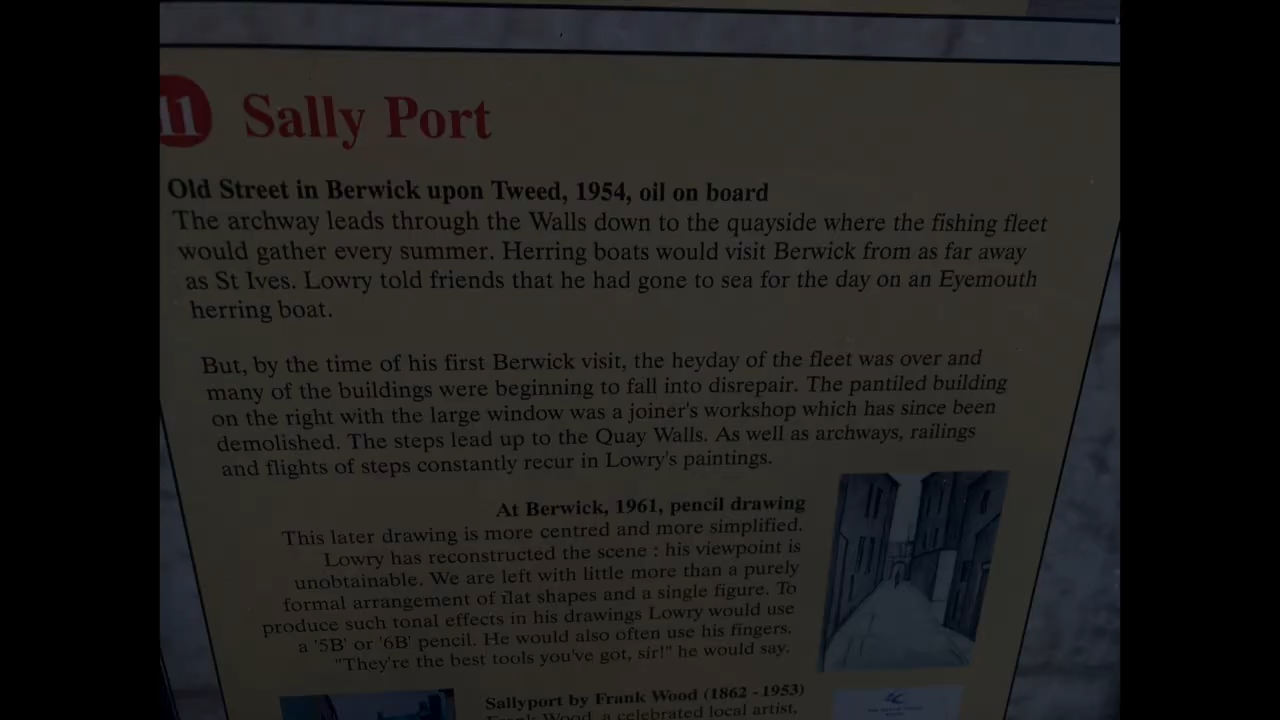 11 Sally Port
Old Street in Berwick upon Tweed, 1954, oil on board
The archway leads through the Walls down to the quayside where the fishing fleet
would gather every summer. Herring boats would visit Berwick from as far away
as St Ives. Lowry told friends that he had gone to sea for the day on an Eyemouth
herring boat.
But, by the time of his first Berwick visit, the heyday of the fleet was over and
many of the buildings were beginning to fall into disrepair. The pantiled building
on the right with the large window was a joiner's workshop which has since been
demolished. The steps lead up to the Quay Walls. As well as archways, railings
and flights of steps constantly recur in Lowry's paintings.
At Berwick, 1961, pencil drawing
This later drawing is more centred and more simplified.
Lowry has reconstructed the scene : his viewpoint is
unobtainable. We are left with little more than a purely
formal arrangement of flat shapes and a single figure. To
produce such tonal effects in his drawings Lowry would use
a '5B' or '6B' pencil. He would also often use his fingers.
"They're the best tools you've got, sir!" he would say.
Sallyport by Frank Wood (1862 - 1953)
Frank Wood, a celebrated local artist,